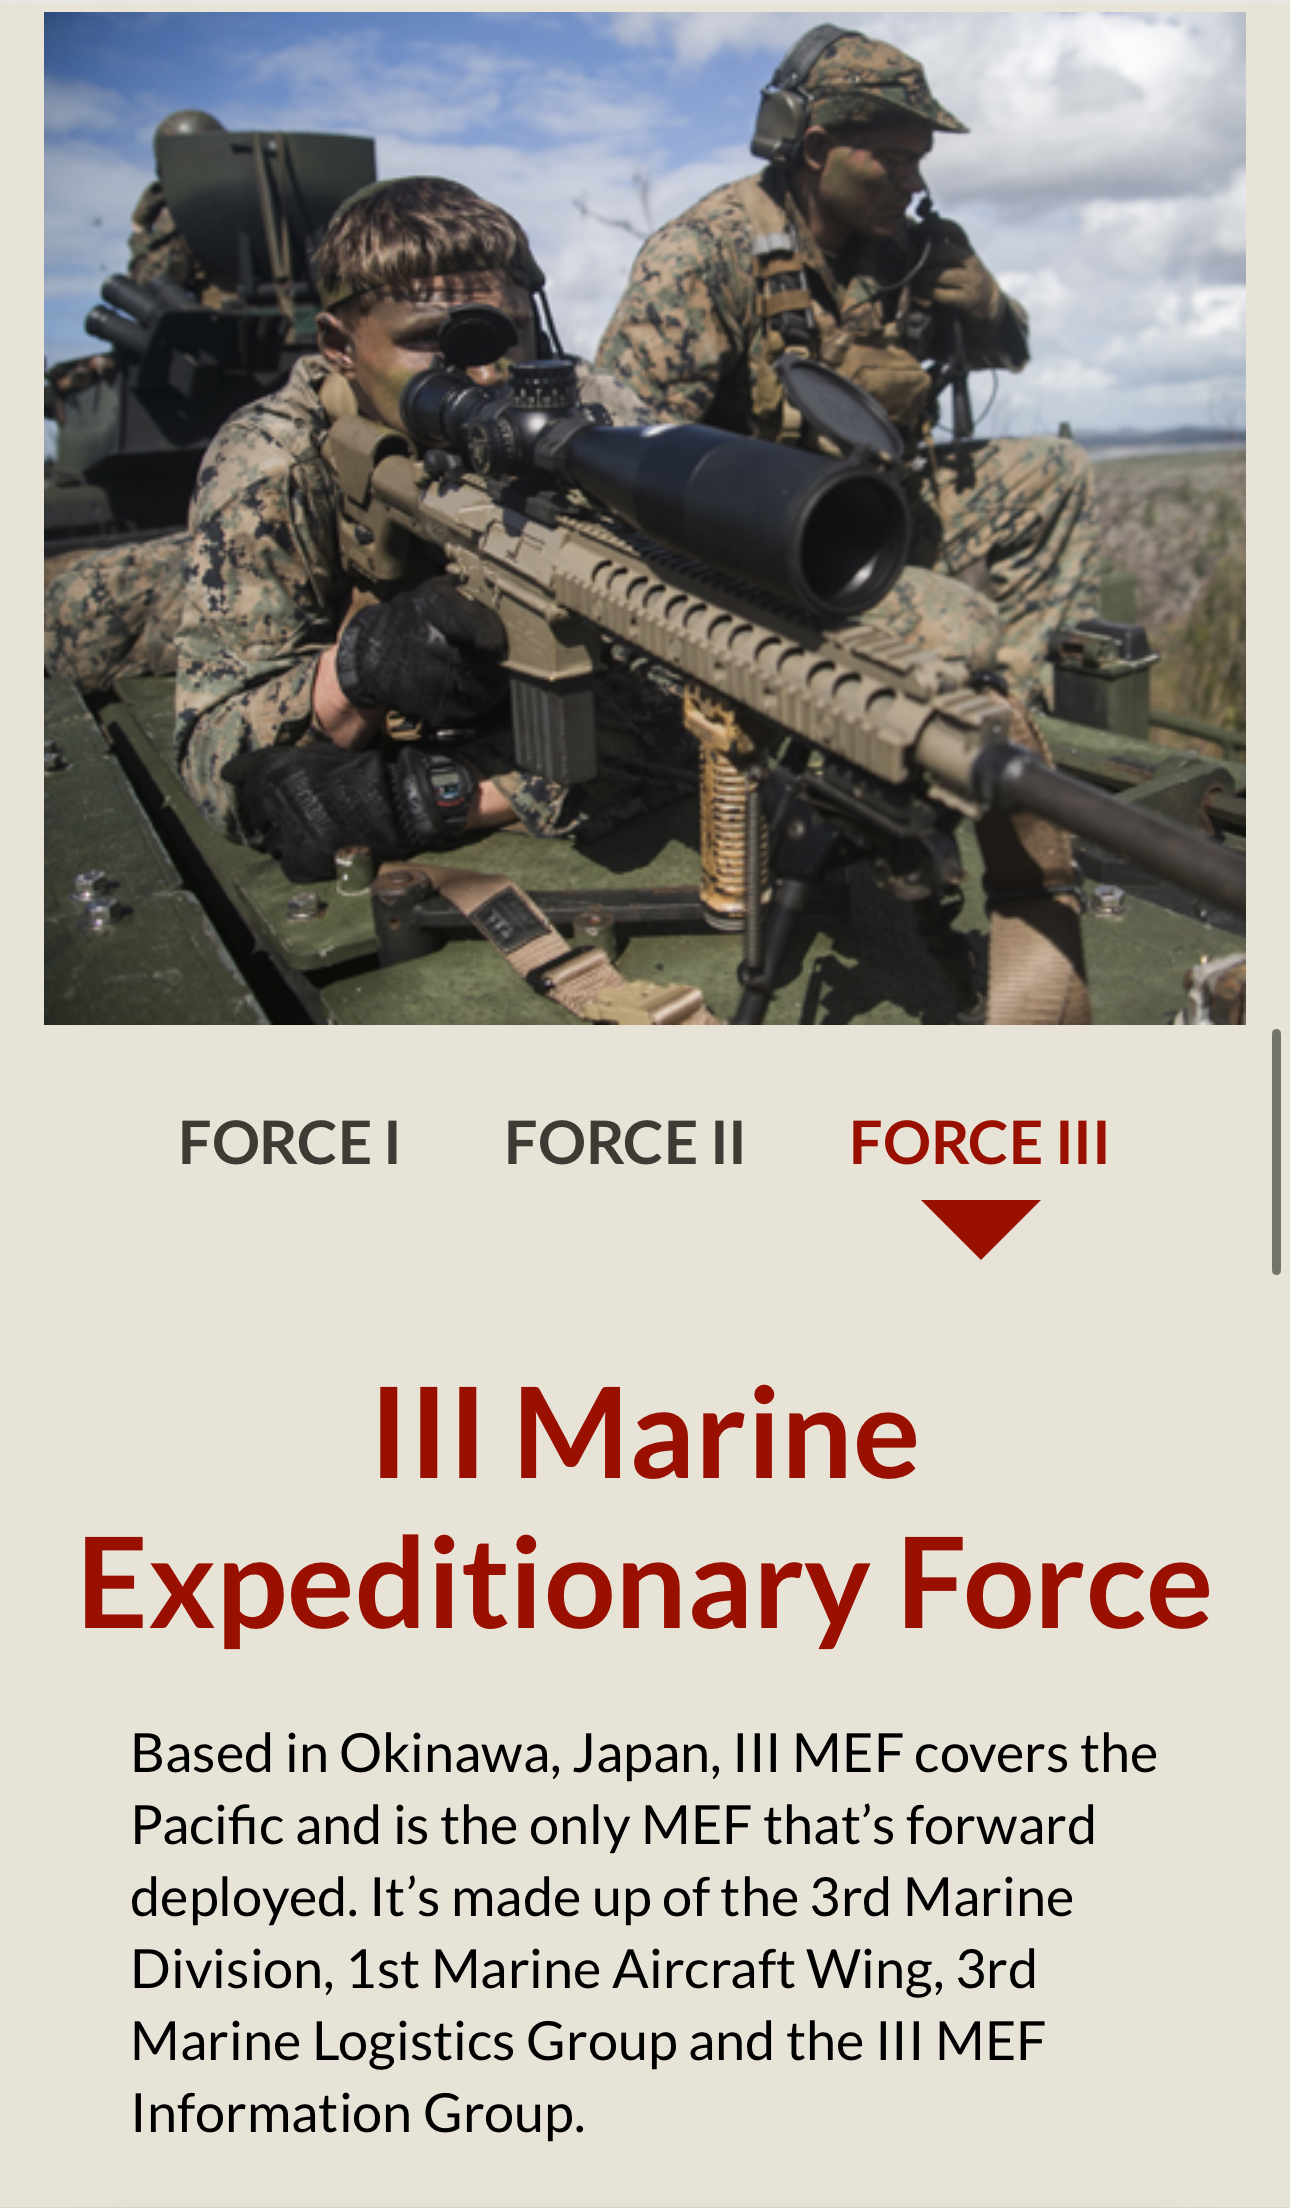 FORCE I FORCE II FORCE III
III Marine
Expeditionary Force
Based in Okinawa, Japan, III MEF covers the
Pacific and is the only MEF that’s forward
deployed. It’s made up of the 3rd Marine
Division, 1st Marine Aircraft Wing, 3rd
Marine Logistics Group and the III MEF
Information Group.